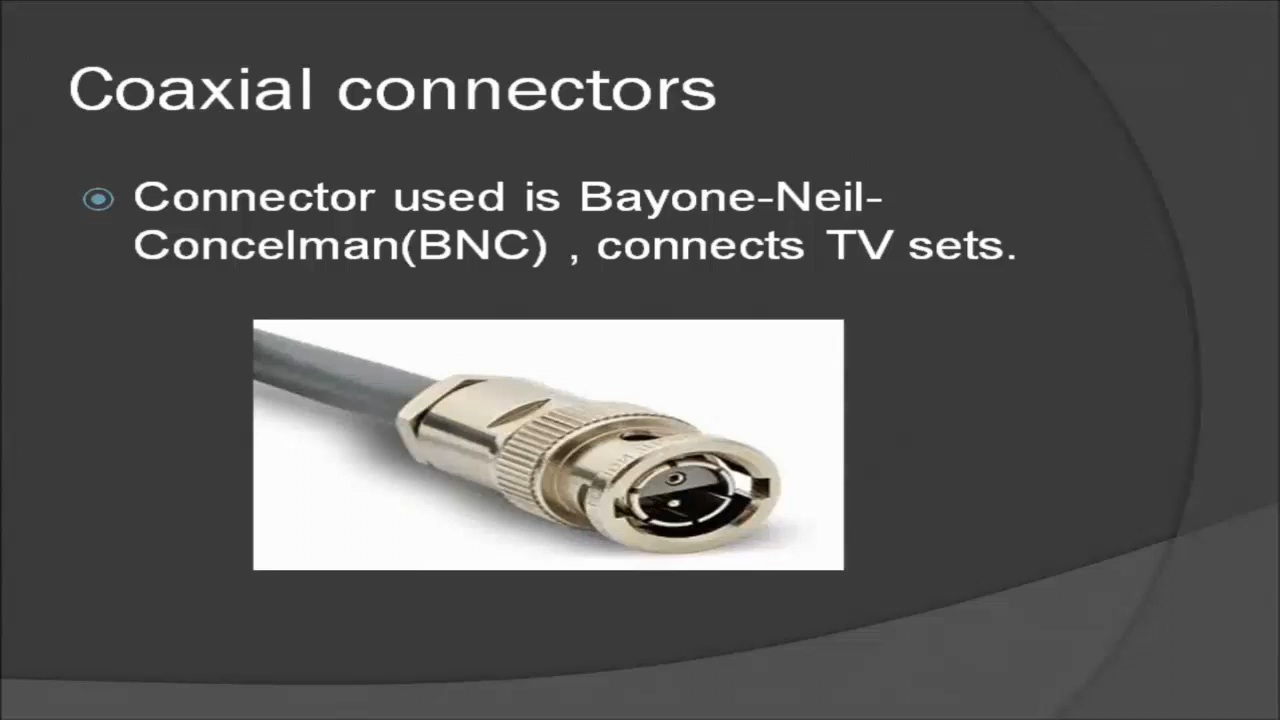 Coaxial connectors
Connector used is Bayone-Neil-
Concelman(BNC) , connects TV sets.